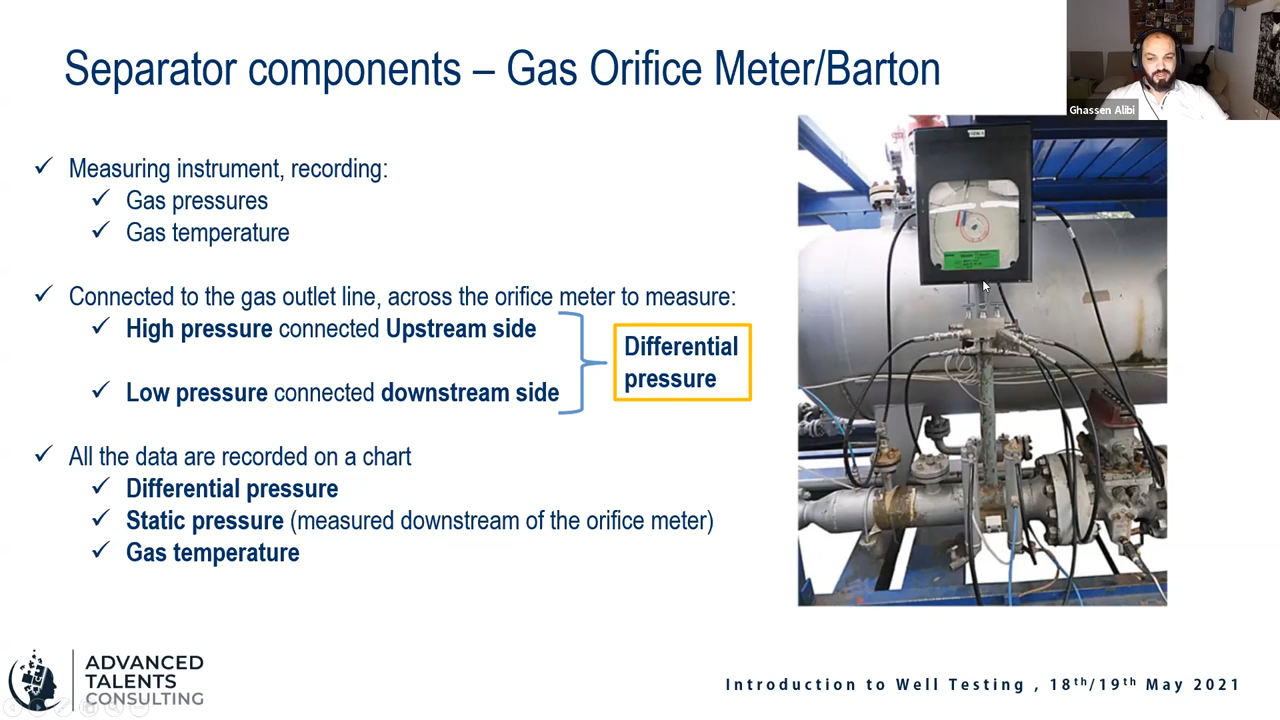 Separator components – Gas Orifice Meter/Barton
Ghassen Alibi
✓ Measuring instrument, recording:
✓ Gas pressures
✓ Gas temperature
✓ Connected to the gas outlet line, across the orifice meter to measure:
✓ High pressure connected Upstream side
✓ Low pressure connected downstream side
Differential
pressure
✓ All the data are recorded on a chart
✓ Differential pressure
✓ Static pressure (measured downstream of the orifice meter)
✓ Gas temperature
ADVANCED
TALENTS
CONSULTING
Introduction to Well Testing , 18th/19th May 2021